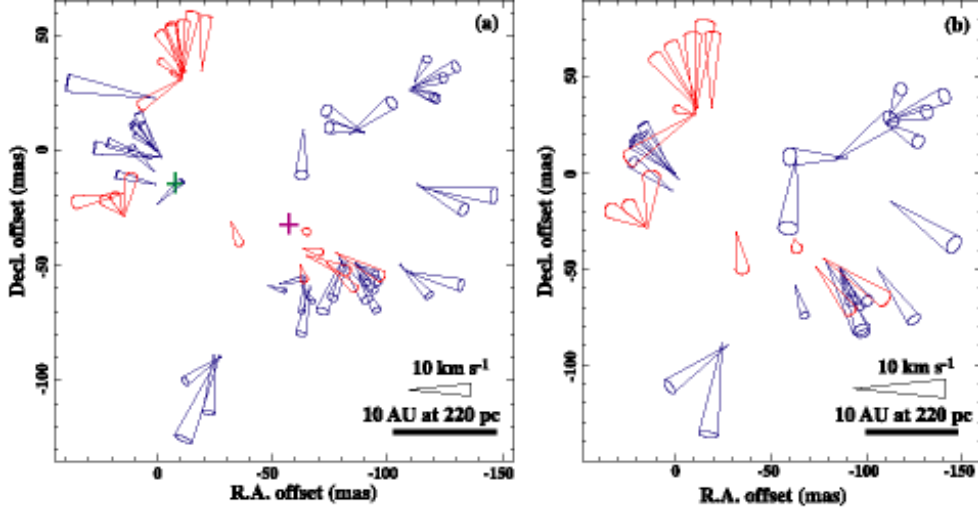 (a)
(b)
50
0
-50
-100
Decl. offset (mas)
10 km s⁻¹
10 AU at 220 pc
0
-50
-100
-150
R.A. offset (mas)
50
0
-50
-100
Decl. offset (mas)
10 km s⁻¹
10 AU at 220 pc
0
-50
-100
-150
R.A. offset (mas)